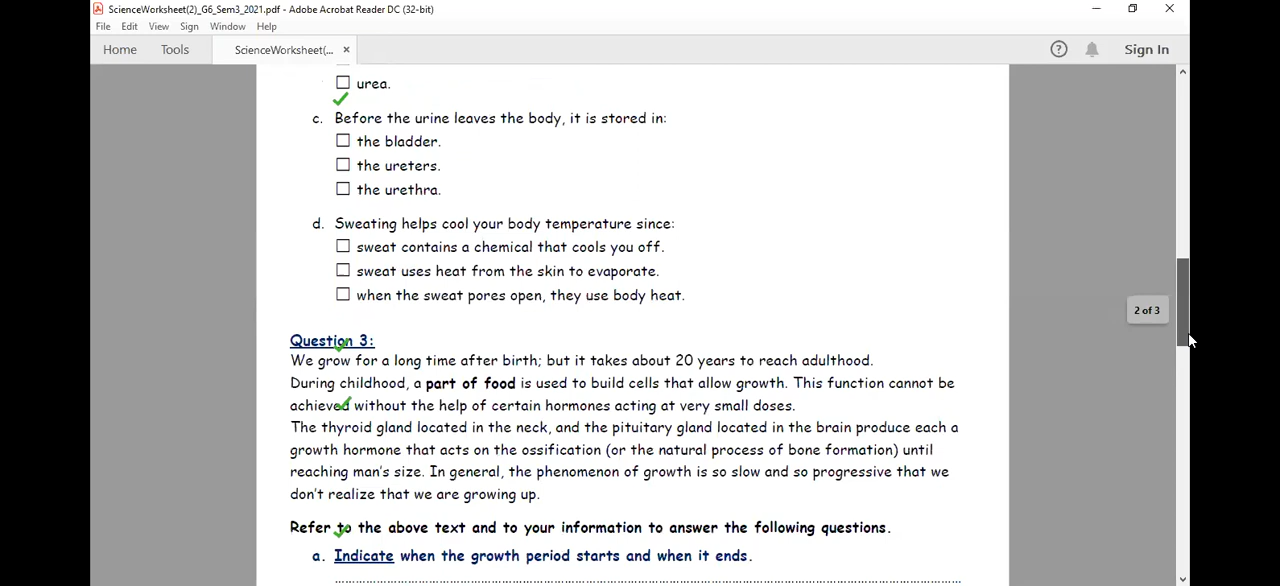 ScienceWorksheet(2)_G6_Sem3_2021.pdf - Adobe Acrobat Reader DC (32-bit)
File Edit View Sign Window Help
Home Tools ScienceWorksheet(... × ? Sign In
urea.
c. Before the urine leaves the body, it is stored in:
the bladder.
the ureters.
the urethra.
d. Sweating helps cool your body temperature since:
sweat contains a chemical that cools you off.
sweat uses heat from the skin to evaporate.
when the sweat pores open, they use body heat.
2 of 3
Question 3:
We grow for a long time after birth; but it takes about 20 years to reach adulthood.
During childhood, a part of food is used to build cells that allow growth. This function cannot be
achieved without the help of certain hormones acting at very small doses.
The thyroid gland located in the neck, and the pituitary gland located in the brain produce each a
growth hormone that acts on the ossification (or the natural process of bone formation) until
reaching man's size. In general, the phenomenon of growth is so slow and so progressive that we
don't realize that we are growing up.
Refer to the above text and to your information to answer the following questions.
a. Indicate when the growth period starts and when it ends.